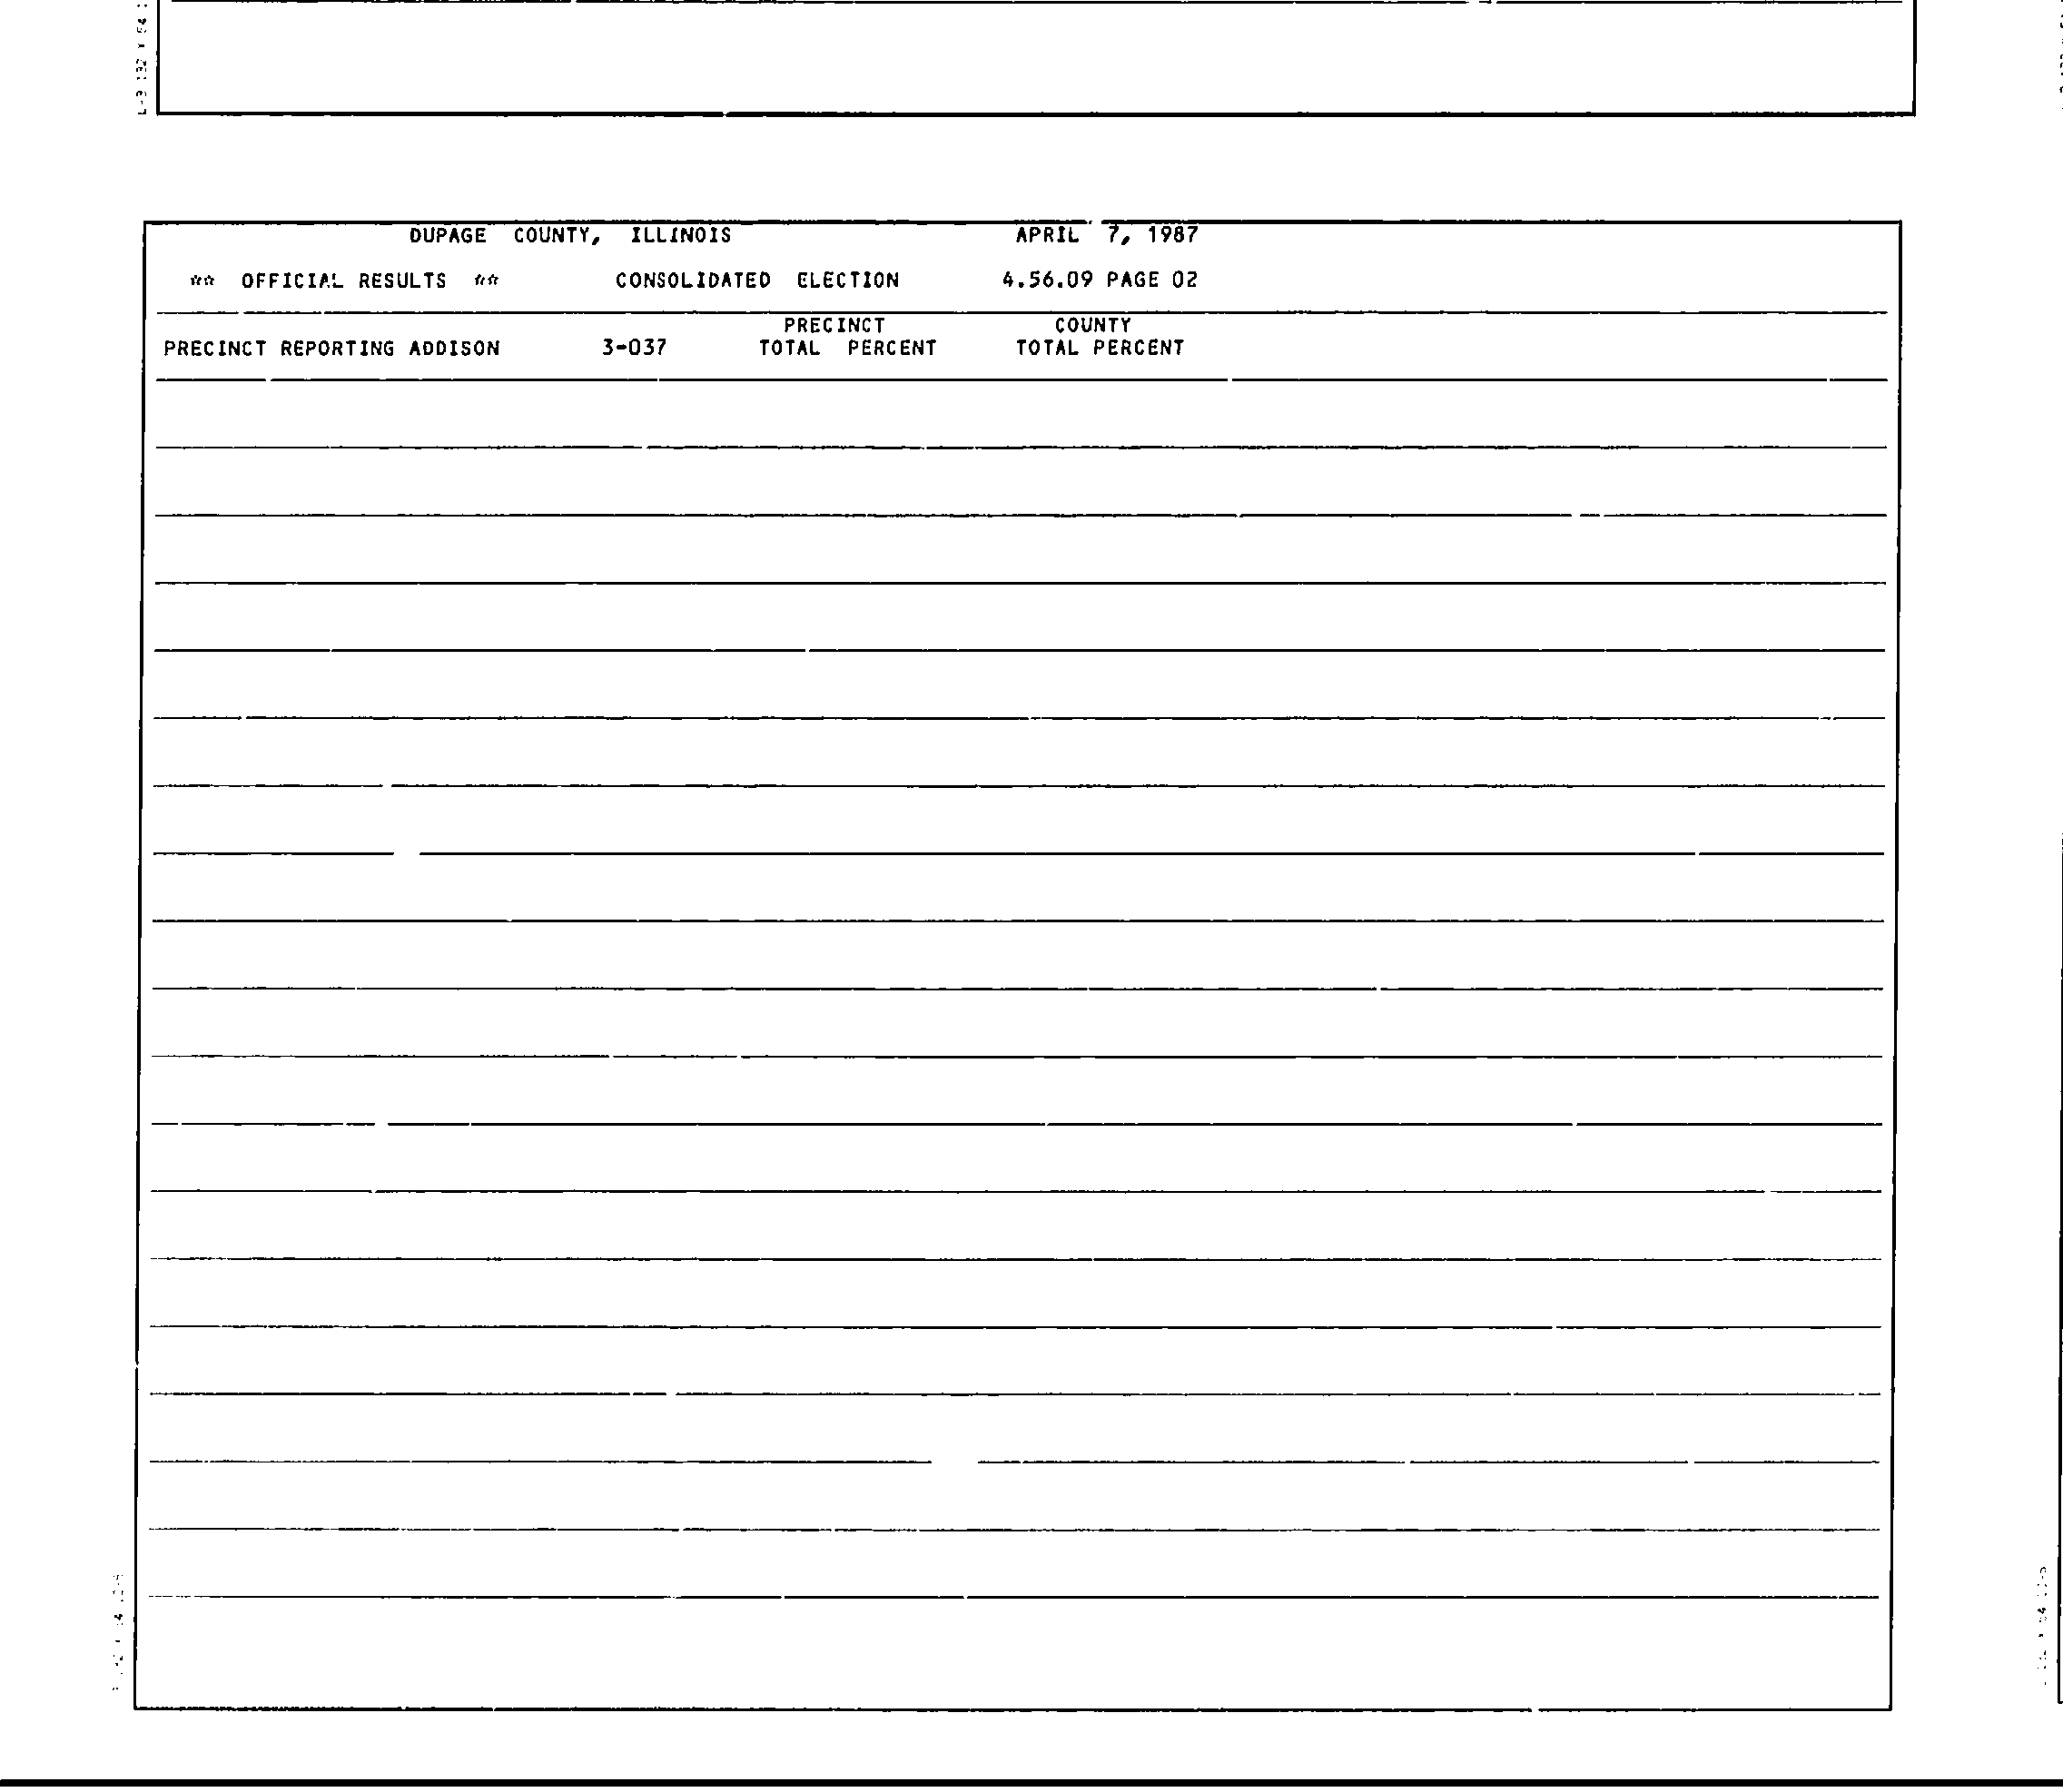 DUPAGE COUNTY, ILLINOIS APRIL 7, 1987
** OFFICIAL RESULTS ** CONSOLIDATED ELECTION 4.56.09 PAGE 02
PRECINCT COUNTY
PRECINCT REPORTING ADDISON 3-037 TOTAL PERCENT TOTAL PERCENT